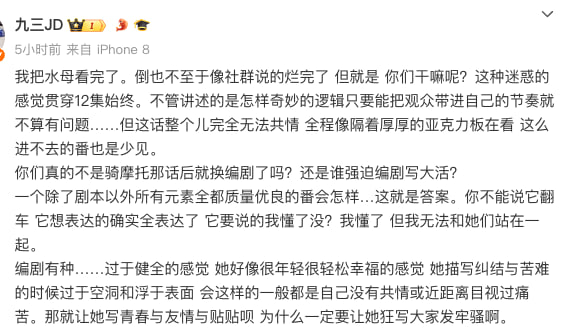 九三JD 1
5小时前 来自 iPhone 8
我把水母看完了。倒也不至于像社群说的烂完了 但就是 你们干嘛呢？这种迷惑的
感觉贯穿12集始终。不管讲述的是怎样奇妙的逻辑只要能把观众带进自己的节奏就
不算有问题……但这话整个儿完全无法共情 全程像隔着厚厚的亚克力板在看 这么
进不去的番也是少见。
你们真的不是骑摩托那话后就换编剧了吗？还是谁强迫编剧写大活？
一个除了剧本以外所有元素全都质量优良的番会怎样…这就是答案。你不能说它翻
车 它想表达的确实全表达了 它要说的我懂了没？我懂了 但我无法和她们站在一
起。
编剧有种……过于健全的感觉 她好像很年轻很轻松幸福的感觉 她描写纠结与苦难
的时候过于空洞和浮于表面 会这样的一般都是自己没有共情或近距离目视过痛
苦。那就让她写青春与友情与贴贴呗 为什么一定要让她狂写大家发牢骚啊。